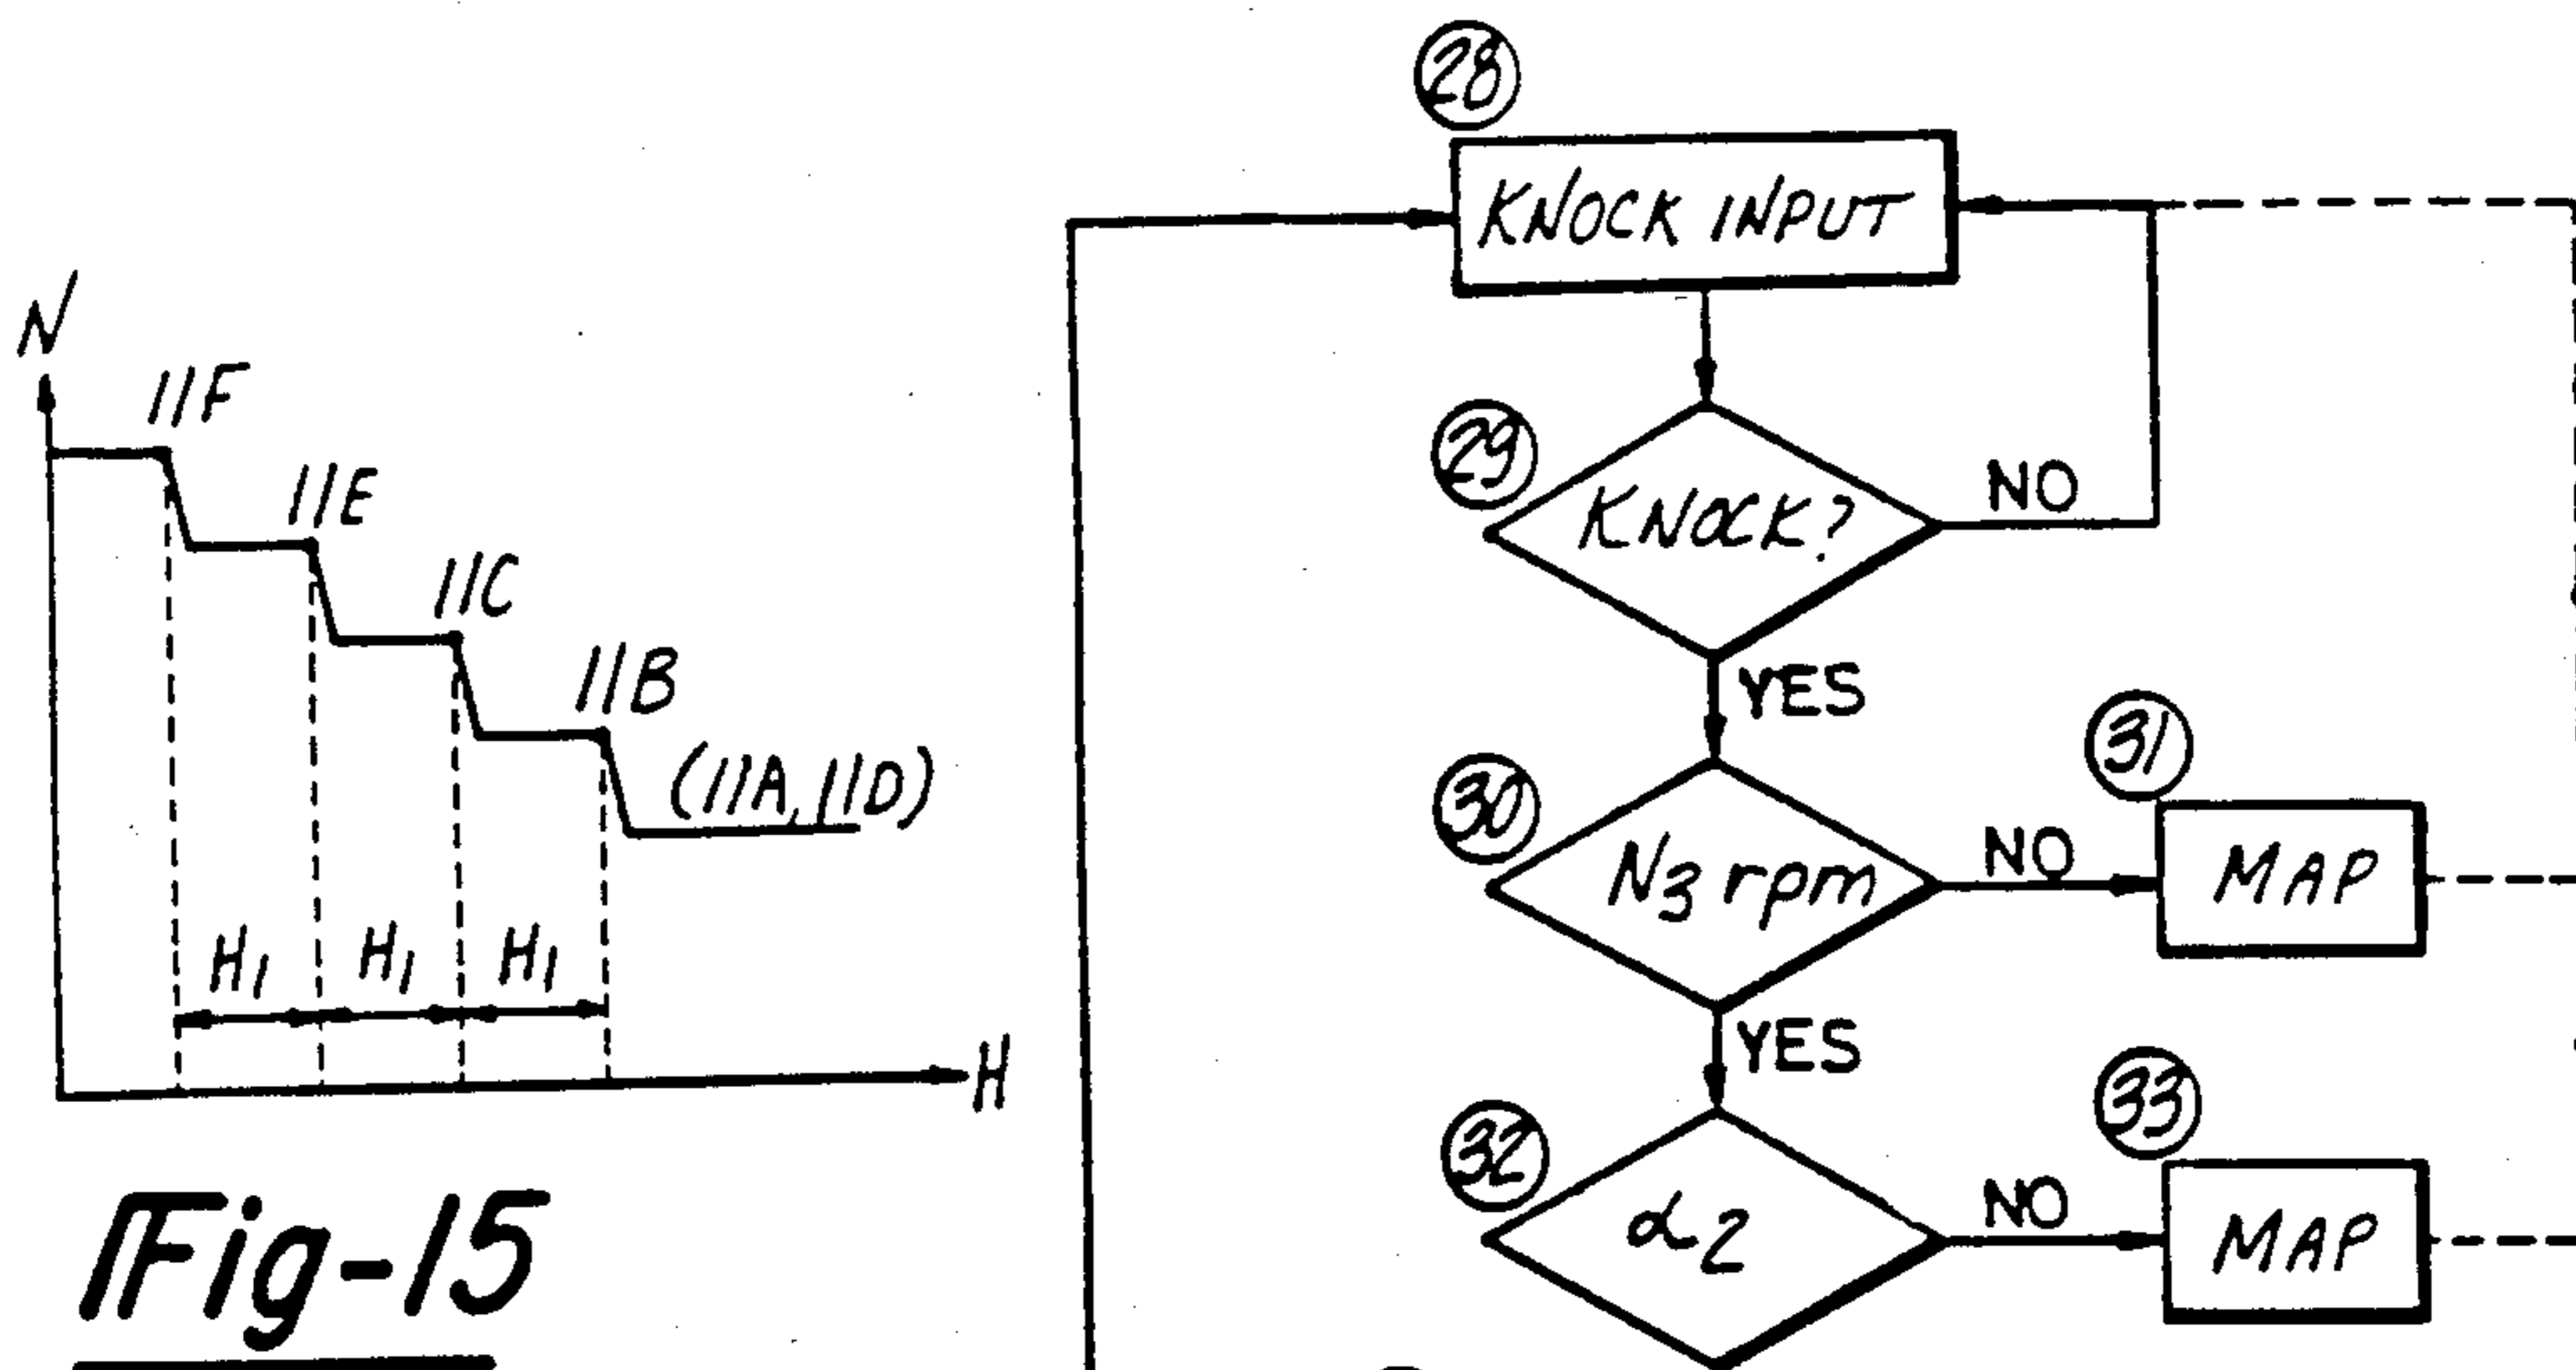 N
11F
11E
11C
11B
(11A, 11D)
H1
H1
H1
H
Fig-15
28
KNOCK INPUT
29
KNOCK?
NO
YES
30
N3 rpm
NO
31
MAP
YES
32
α2
NO
33
MAP